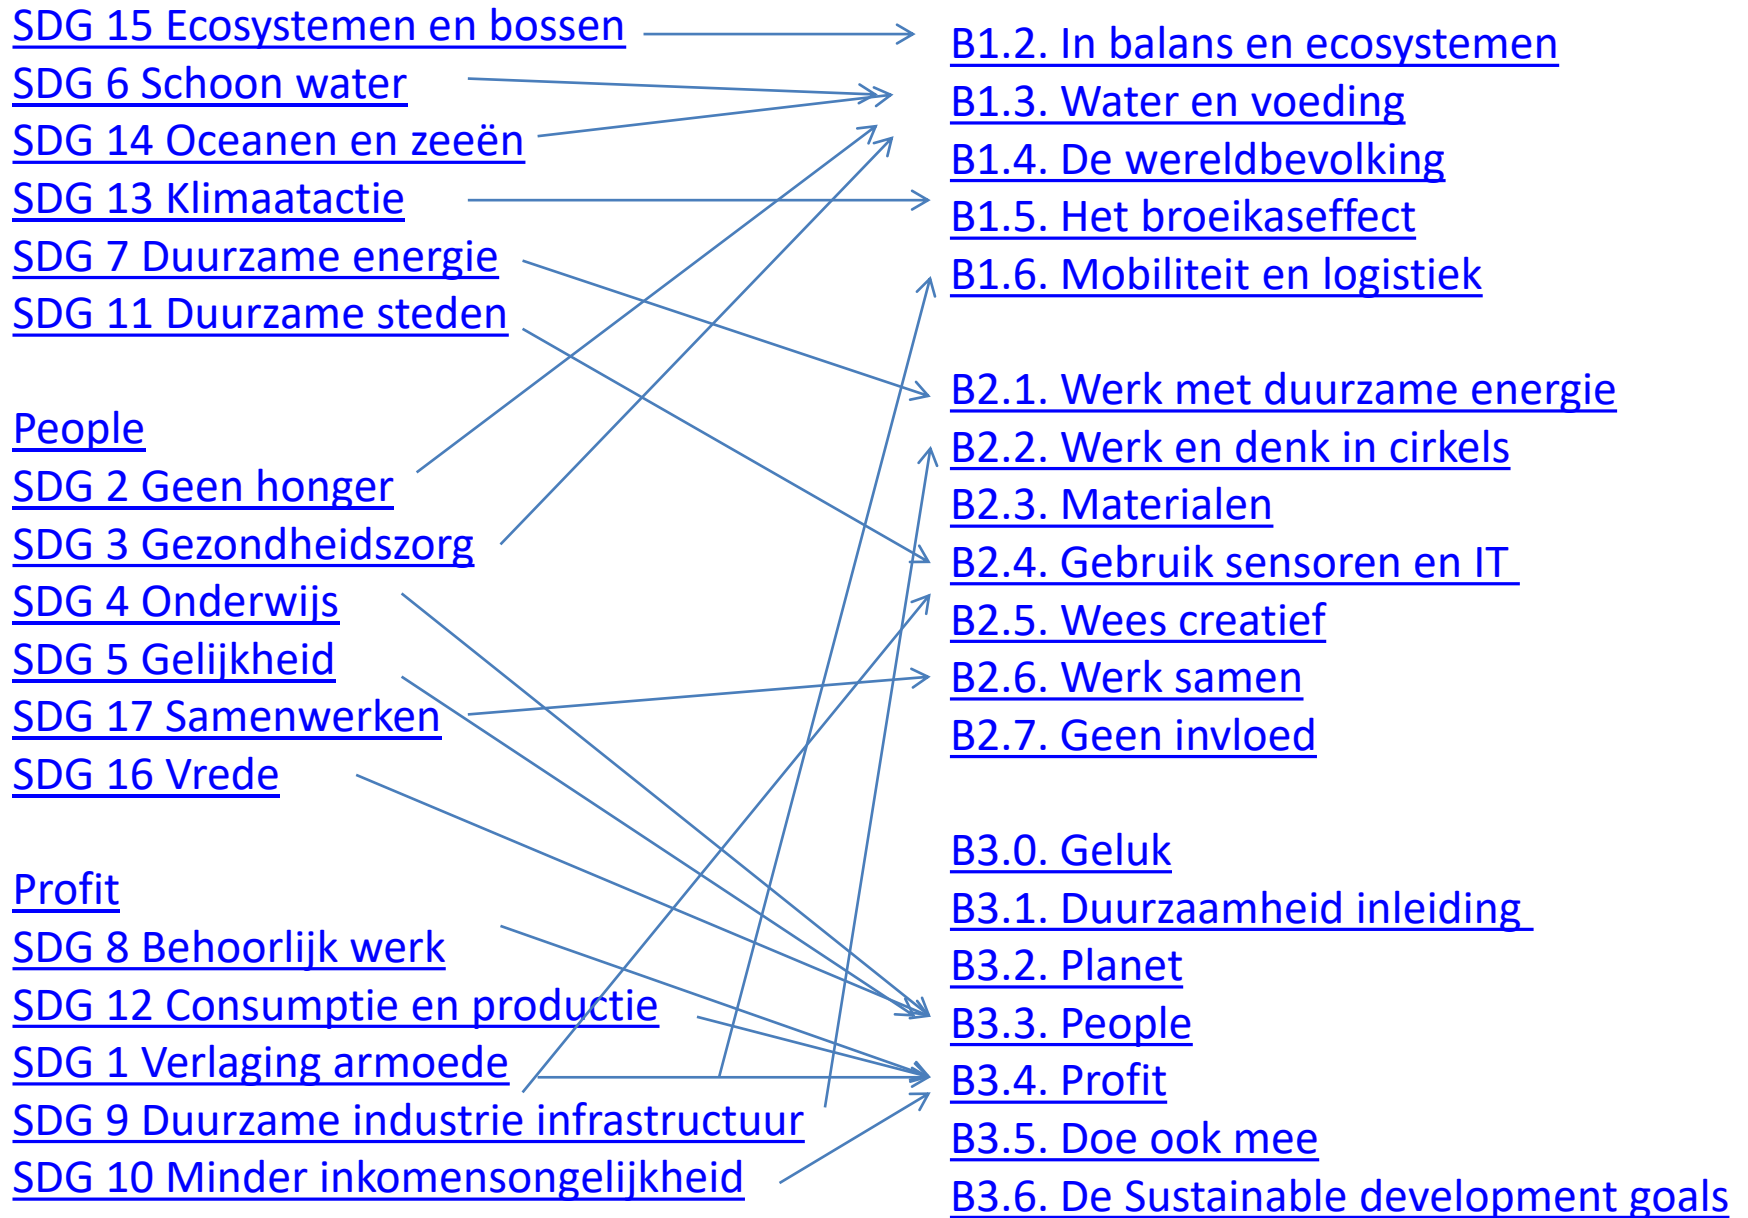 SDG 15 Ecosystemen en bossen
SDG 6 Schoon water
SDG 14 Oceanen en zeeën
SDG 13 Klimaatactie
SDG 7 Duurzame energie
SDG 11 Duurzame steden
People
SDG 2 Geen honger
SDG 3 Gezondheidszorg
SDG 4 Onderwijs
SDG 5 Gelijkheid
SDG 17 Samenwerken
SDG 16 Vrede
Profit
SDG 8 Behoorlijk werk
SDG 12 Consumptie en productie
SDG 1 Verlaging armoede
SDG 9 Duurzame industrie infrastructuur
SDG 10 Minder inkomensongelijkheid
B1.2. In balans en ecosystemen
B1.3. Water en voeding
B1.4. De wereldbevolking
B1.5. Het broeikaseffect
B1.6. Mobiliteit en logistiek
B2.1. Werk met duurzame energie
B2.2. Werk en denk in cirkels
B2.3. Materialen
B2.4. Gebruik sensoren en IT
B2.5. Wees creatief
B2.6. Werk samen
B2.7. Geen invloed
B3.0. Geluk
B3.1. Duurzaamheid inleiding
B3.2. Planet
B3.3. People
B3.4. Profit
B3.5. Doe ook mee
B3.6. De Sustainable development goals